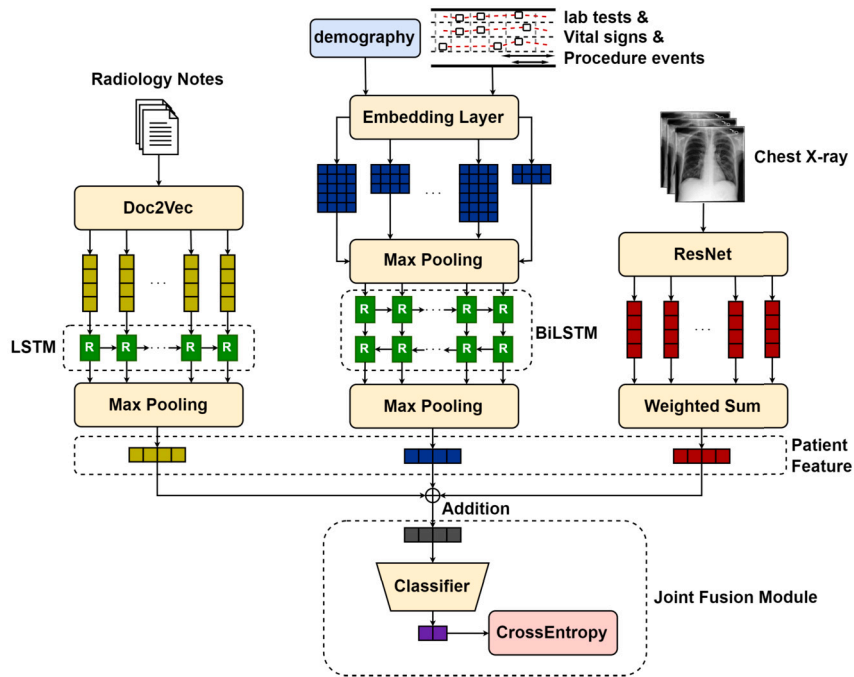 demography
lab tests &
Vital signs &
Procedure events
Radiology Notes
Embedding Layer
Chest X-ray
Doc2Vec
Max Pooling
ResNet
LSTM
R R R R
R R R R
R R R R
BiLSTM
Max Pooling
Max Pooling
Weighted Sum
Patient
Feature
Addition
Classifier
CrossEntropy
Joint Fusion Module